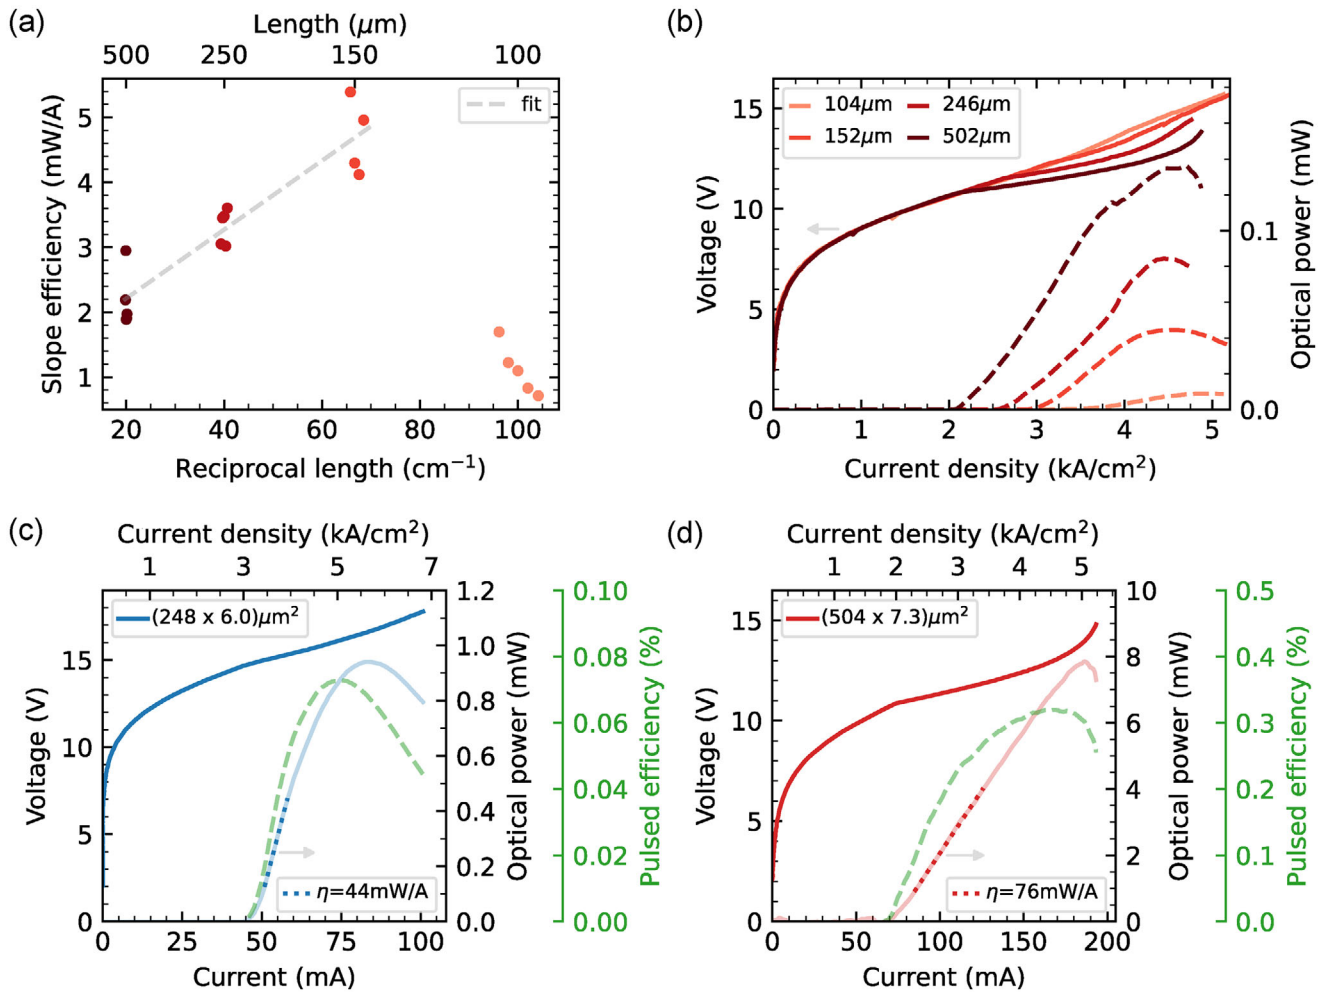 (a)
Length (μm)
500 250 150 100
Slope efficiency (mW/A)
5
4
3
2
1
fit
20 40 60 80 100
Reciprocal length (cm⁻¹)
(b)
104μm 246μm
152μm 502μm
Voltage (V)
15
10
5
0
0.1
0.0
Optical power (mW)
0 1 2 3 4 5
Current density (kA/cm²)
(c)
Current density (kA/cm²)
1 3 5 7
(248 x 6.0)μm²
Voltage (V)
15
10
5
0
η=44mW/A
1.2
1.0
0.8
0.6
0.4
0.2
0.0
Optical power (mW)
0.10
0.08
0.06
0.04
0.02
0.00
Pulsed efficiency (%)
0 25 50 75 100
Current (mA)
(d)
Current density (kA/cm²)
1 2 3 4 5
(504 x 7.3)μm²
Voltage (V)
15
10
5
0
η=76mW/A
10
8
6
4
2
0
Optical power (mW)
0.5
0.4
0.3
0.2
0.1
0.0
Pulsed efficiency (%)
0 50 100 150 200
Current (mA)